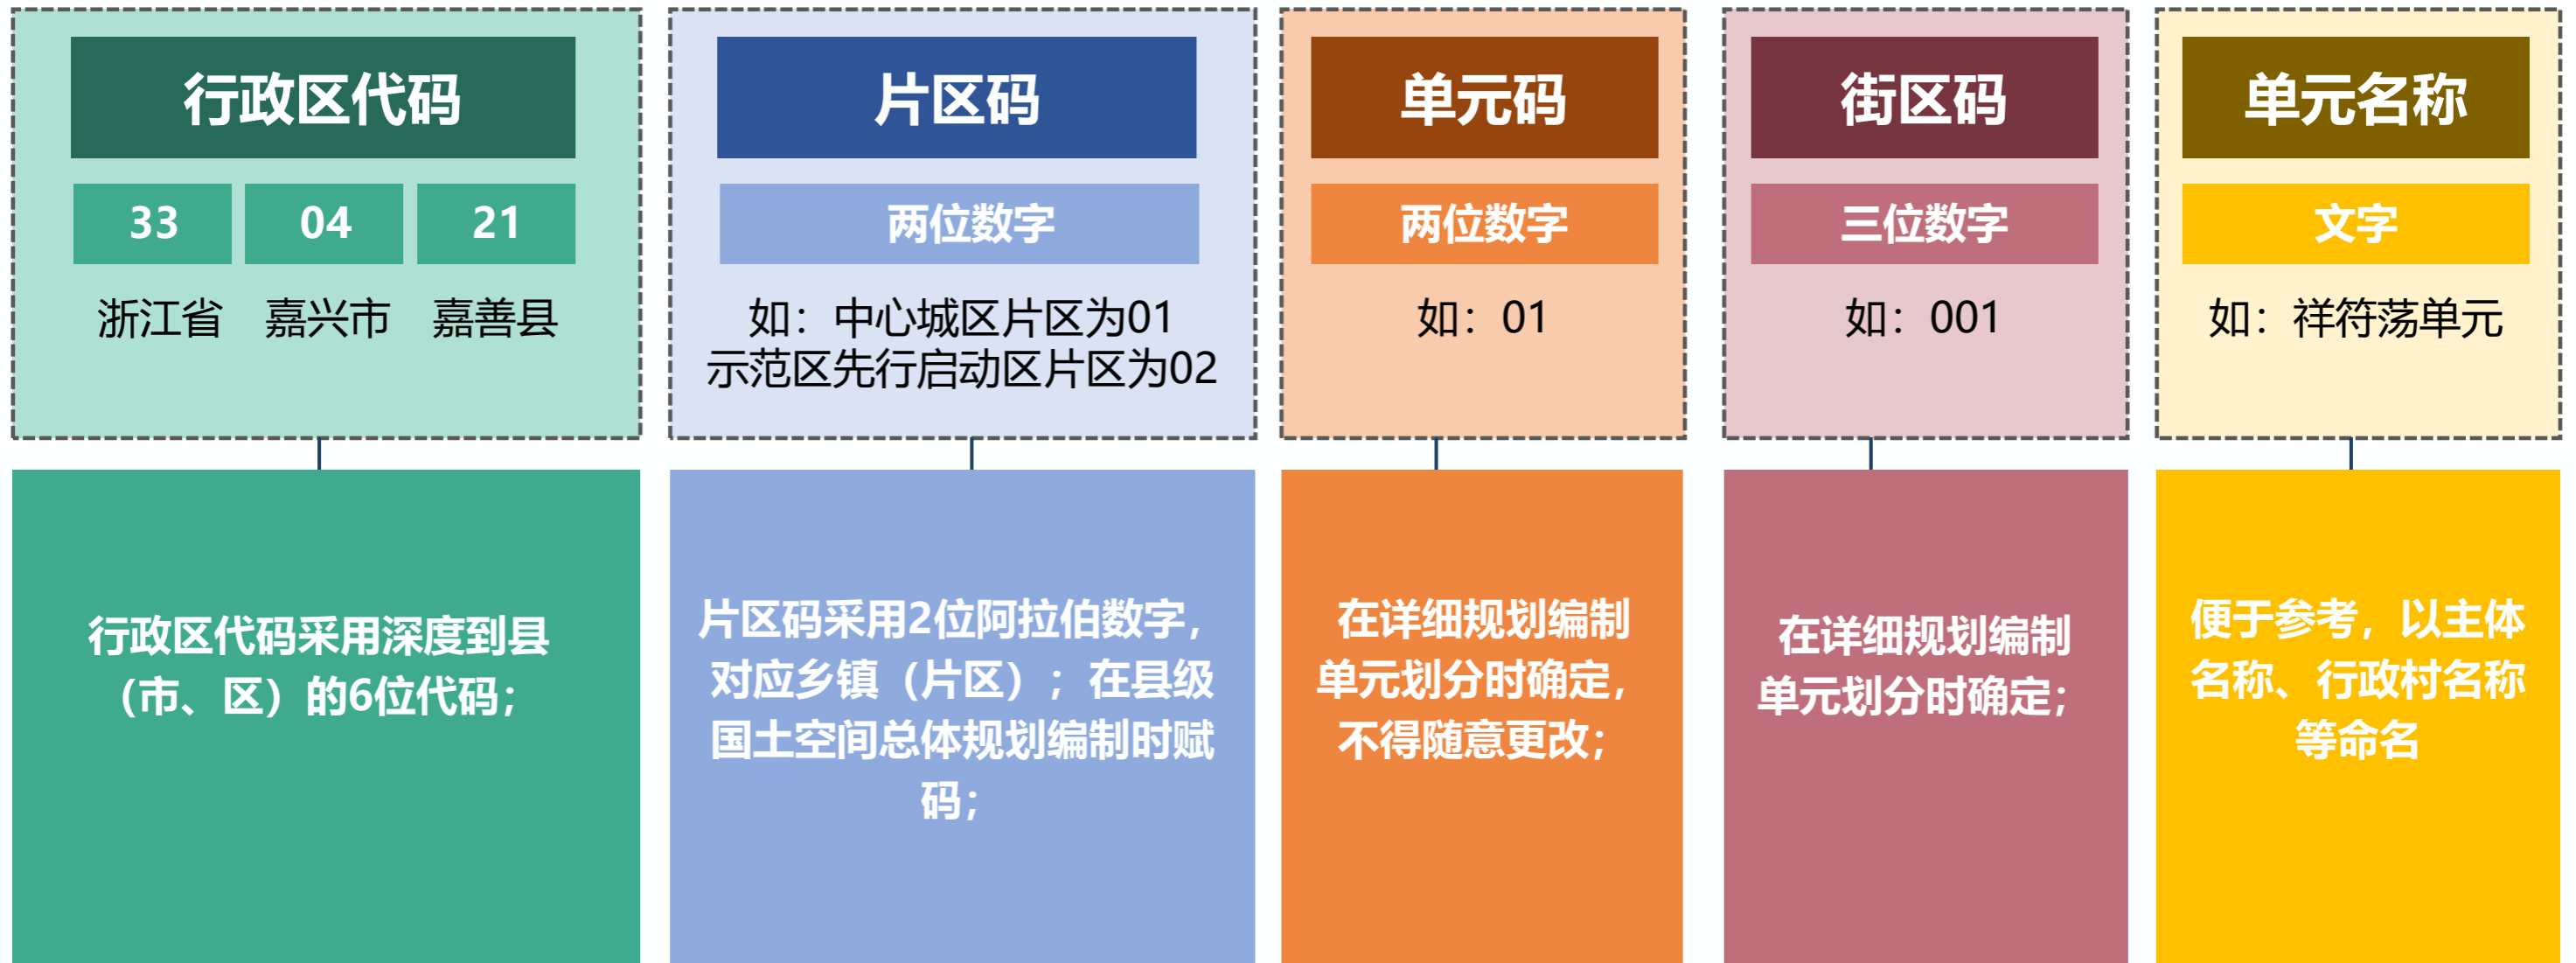 行政区代码
33
04
21
浙江省
嘉兴市
嘉善县
行政区代码采用深度到县
（市、区）的6位代码；
片区码
两位数字
如：中心城区片区为01
示范区先行启动区片区为02
片区码采用2位阿拉伯数字，
对应乡镇（片区）；在县级
国土空间总体规划编制时赋
码；
单元码
两位数字
如：01
在详细规划编制
单元划分时确定，
不得随意更改；
街区码
三位数字
如：001
在详细规划编制
单元划分时确定；
单元名称
文字
如：祥符荡单元
便于参考，以主体
名称、行政村名称
等命名